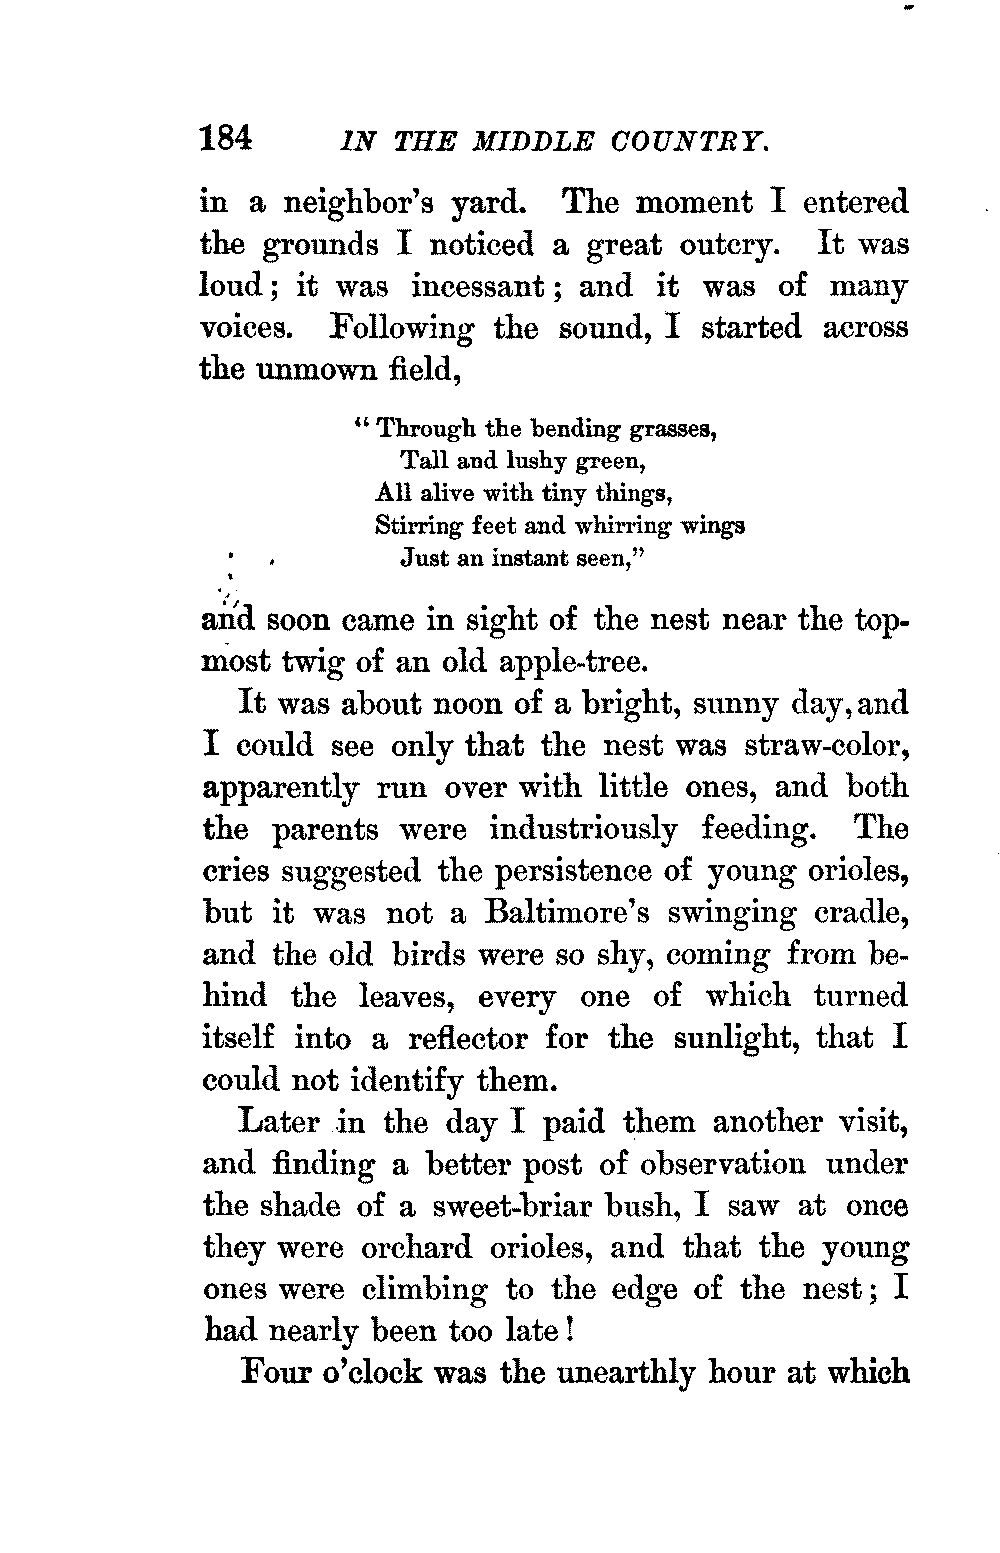 184 IN THE MIDDLE COUNTRY.
in a neighbor's yard. The moment I entered
the grounds I noticed a great outcry. It was
loud; it was incessant; and it was of many
voices. Following the sound, I started across
the unmown field,
"Through the bending grasses,
Tall and lushy green,
All alive with tiny things,
Stirring feet and whirring wings
Just an instant seen,"
and soon came in sight of the nest near the top-
most twig of an old apple-tree.
It was about noon of a bright, sunny day, and
I could see only that the nest was straw-color,
apparently run over with little ones, and both
the parents were industriously feeding. The
cries suggested the persistence of young orioles,
but it was not a Baltimore's swinging cradle,
and the old birds were so shy, coming from be-
hind the leaves, every one of which turned
itself into a reflector for the sunlight, that I
could not identify them.
Later in the day I paid them another visit,
and finding a better post of observation under
the shade of a sweet-briar bush, I saw at once
they were orchard orioles, and that the young
ones were climbing to the edge of the nest; I
had nearly been too late!
Four o'clock was the unearthly hour at which